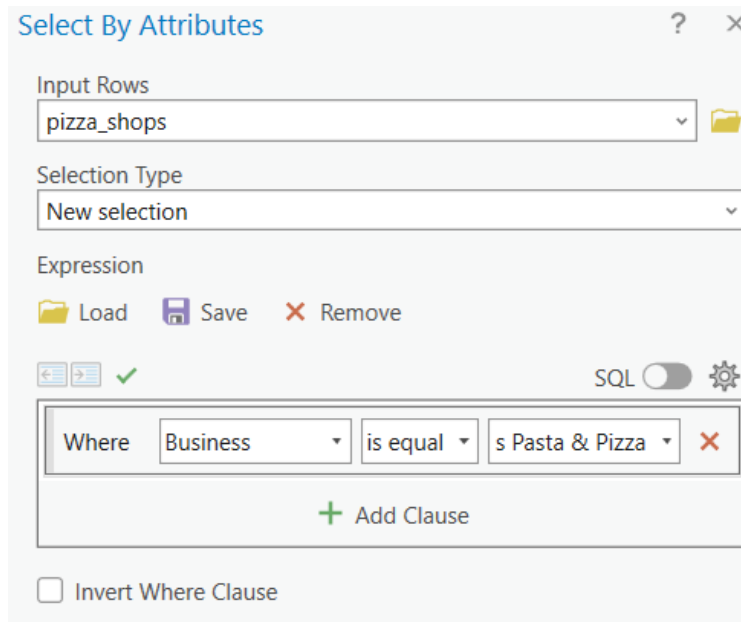 Select By Attributes ?
Input Rows
pizza_shops
Selection Type
New selection
Expression
Load Save Remove
SQL
Where Business is equal s Pasta & Pizza
Add Clause
Invert Where Clause